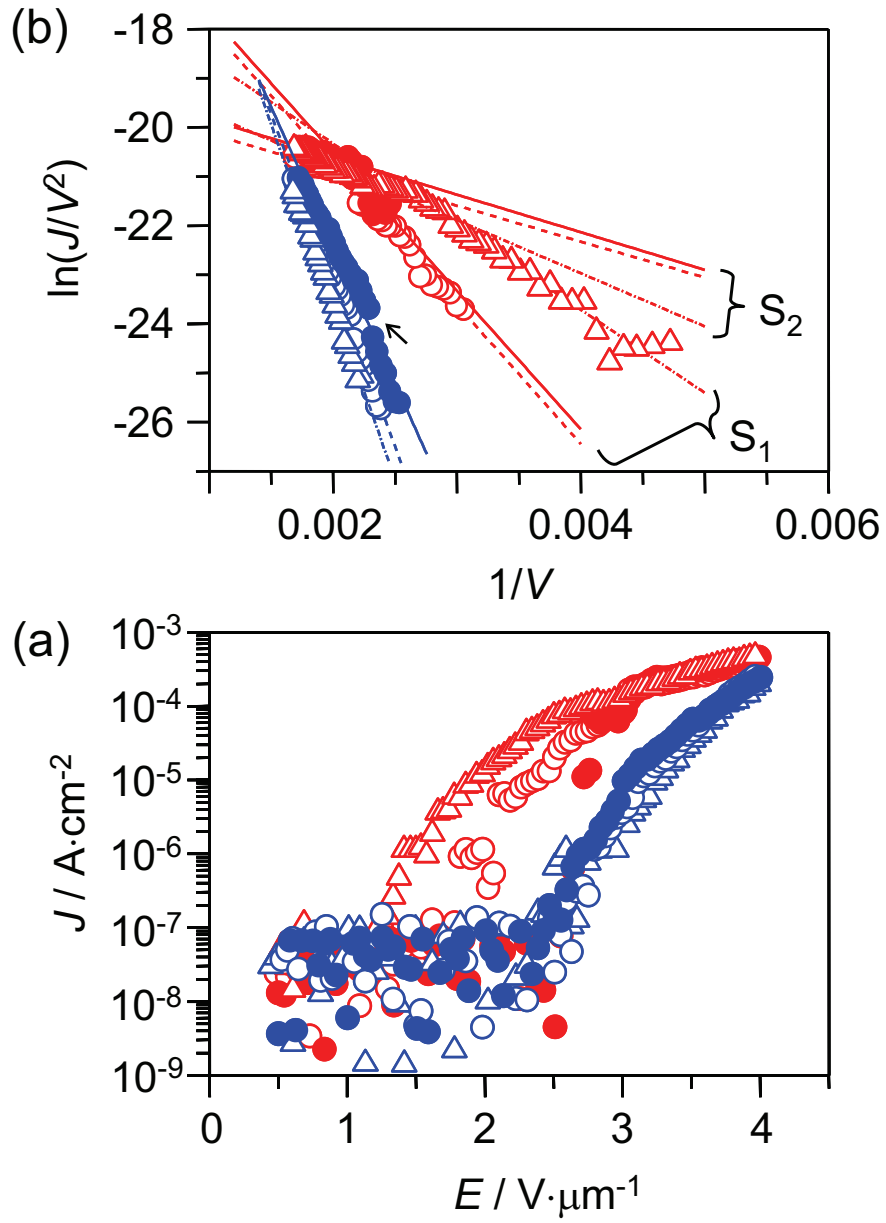 (b)
-18
-20
-22
-24
-26
ln(J/V²)
S₂
S₁
0.002 0.004 0.006
1/V
(a)
10⁻³
10⁻⁴
10⁻⁵
10⁻⁶
10⁻⁷
10⁻⁸
10⁻⁹
J / A·cm⁻²
0 1 2 3 4
E / V·μm⁻¹